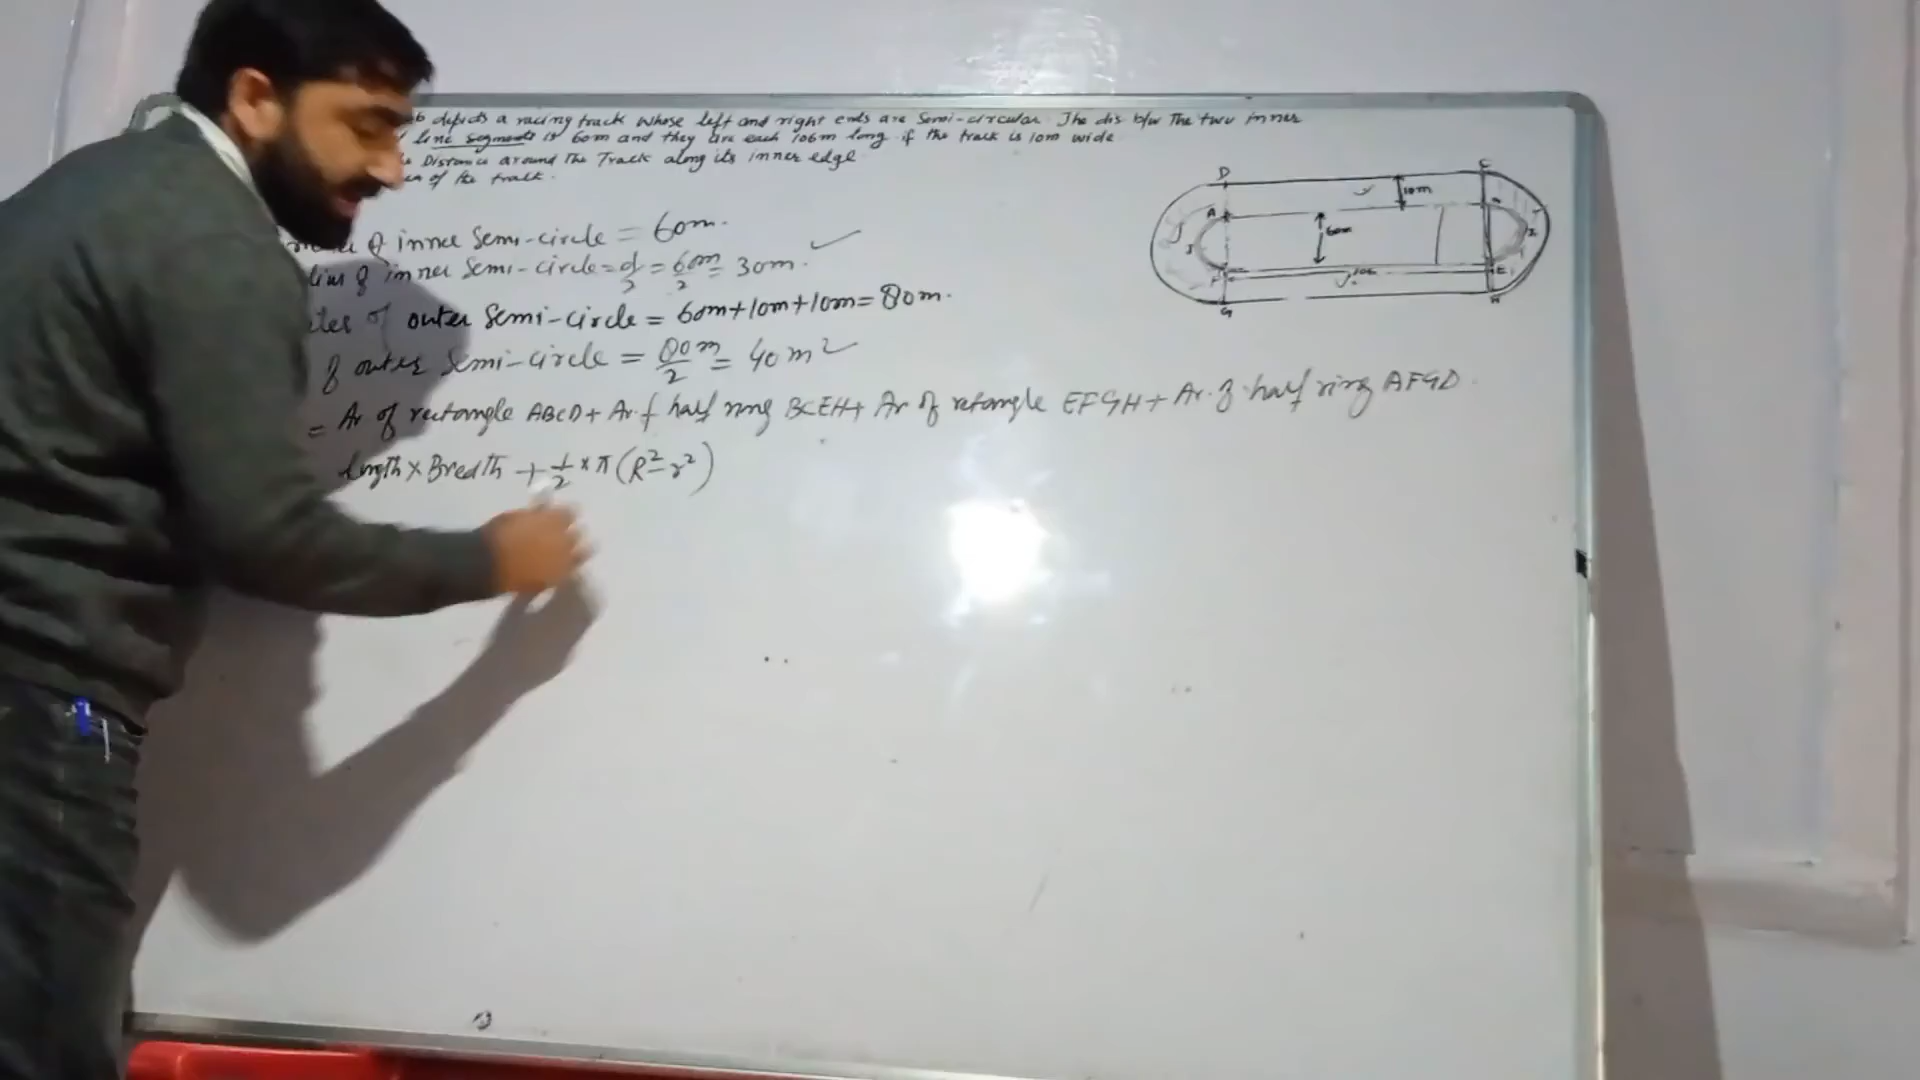 depicts a racing track whose left and right ends are Semi-circular. The dis b/w The two inner
line segments is 60m and they are each 106m long. if the track is 10m wide
Distance around The Track along its inner edge
of the track.
of inner Semi-circle = 60m.
of inner Semi-circle = d/2 = 60m/2 = 30m.
of outer Semi-circle = 60m+10m+10m = 80m.
of outer Semi-circle = 80m/2 = 40m
= Ar of rectangle ABCD + Ar. of half ring BCEH + Ar of retangle EFGH + Ar. of half ring AFGD.
length × Breadth + 1/2 × π (R²-r²)
D
C
10m
A
60m
J
I
106
F
E
G
H